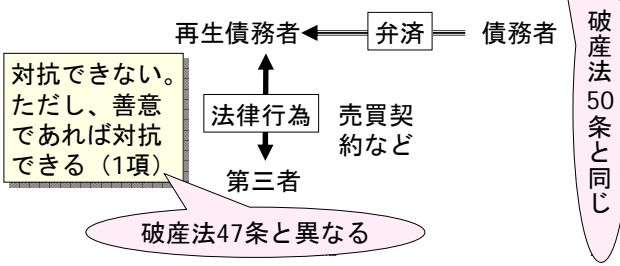 再生債務者
弁済
債務者
対抗できない。
ただし、善意
であれば対抗
できる（1項）
法律行為
売買契
約など
第三者
破産法47条と異なる
破産法50条と同じ